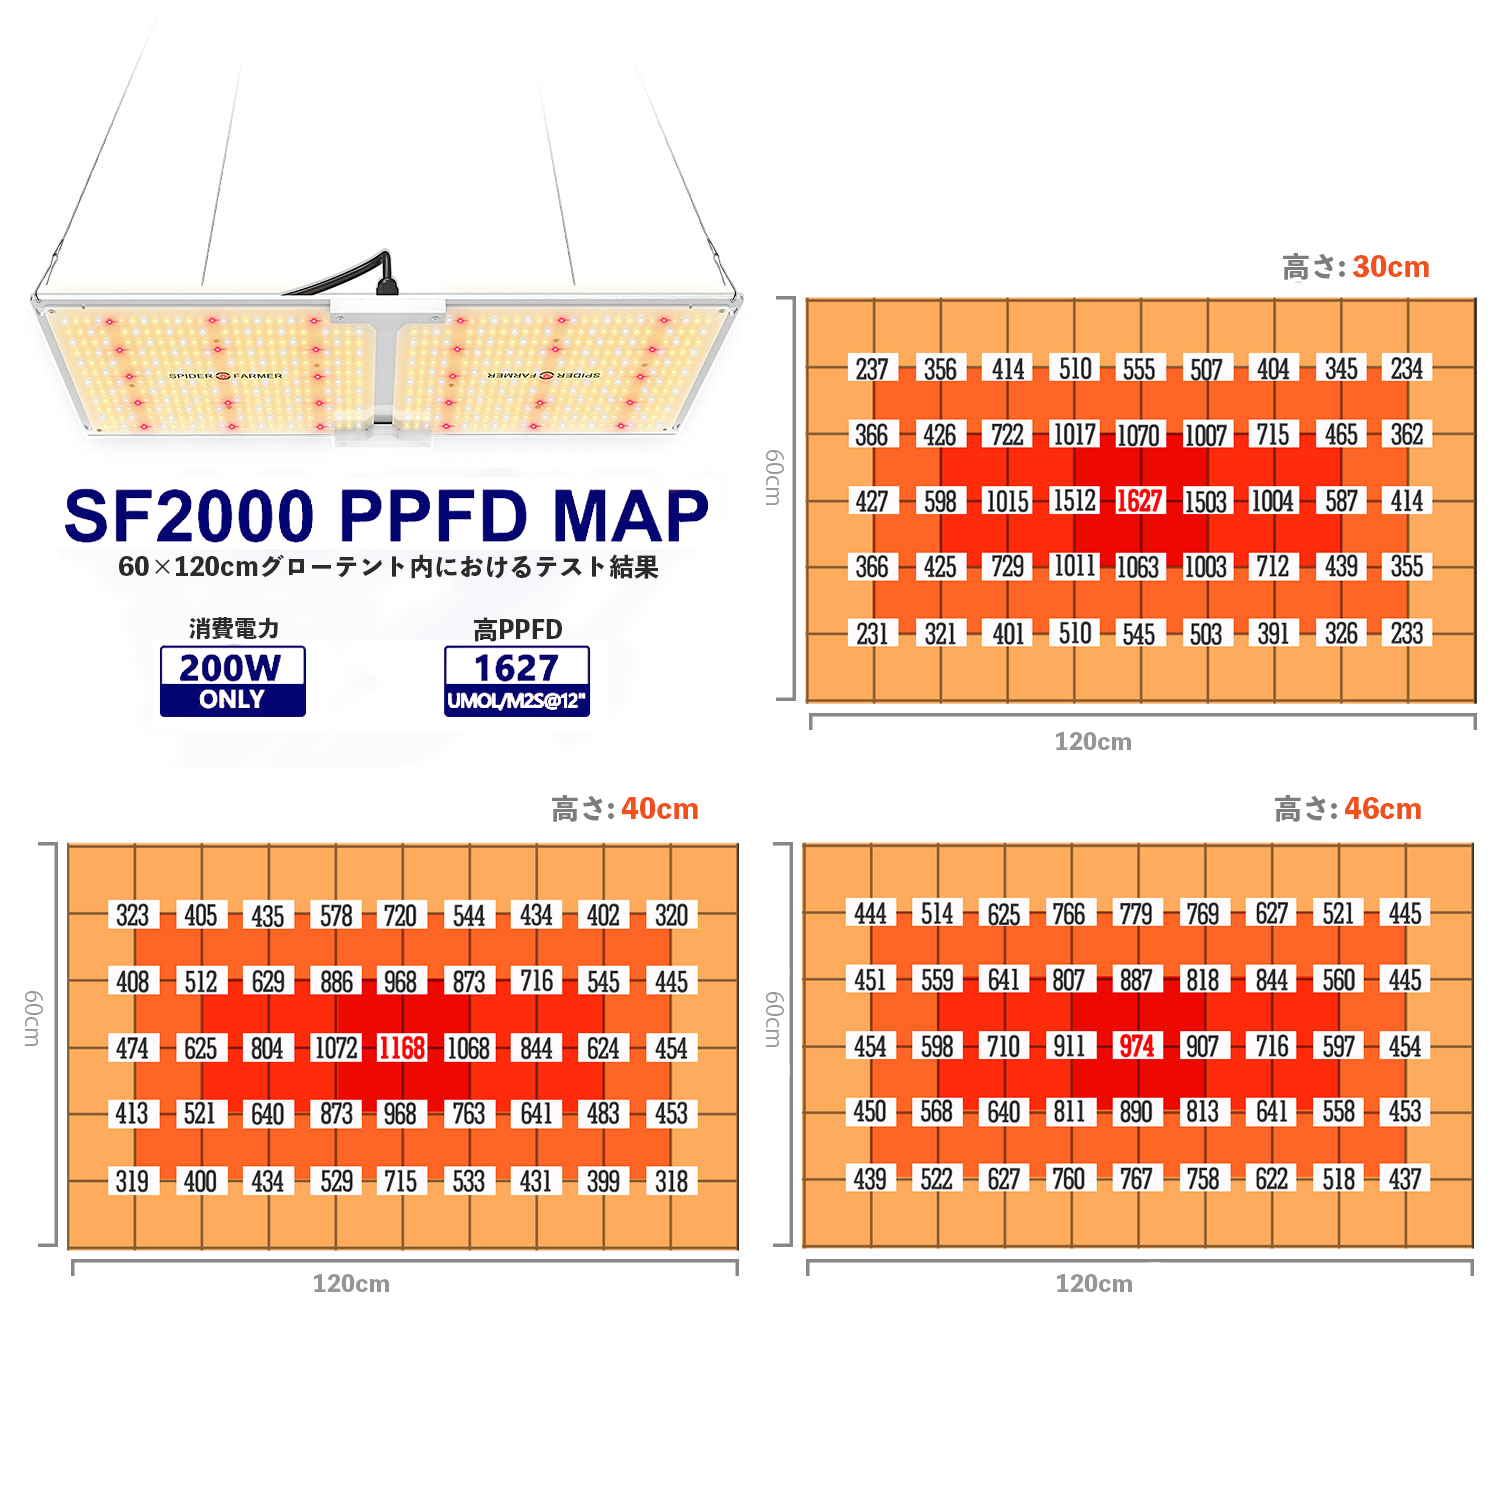 SPIDER FARMER
SPIDER FARMER
SF2000 PPFD MAP
60×120cmグローテント内におけるテスト結果
消費電力
200W
ONLY
高PPFD
1627
UMOL/M2S@12"
高さ: 30cm
237 356 414 510 555 507 404 345 234
366 426 722 1017 1070 1007 715 465 362
427 598 1015 1512 1627 1503 1004 587 414
366 425 729 1011 1063 1003 712 439 355
231 321 401 510 545 503 391 326 233
60cm
120cm
高さ: 40cm
323 405 435 578 720 544 434 402 320
408 512 629 886 968 873 716 545 445
474 625 804 1072 1168 1068 844 624 454
413 521 640 873 968 763 641 483 453
319 400 434 529 715 533 431 399 318
60cm
120cm
高さ: 46cm
444 514 625 766 779 769 627 521 445
451 559 641 807 887 818 844 560 445
454 598 710 911 974 907 716 597 454
450 568 640 811 890 813 641 558 453
439 522 627 760 767 758 622 518 437
60cm
120cm